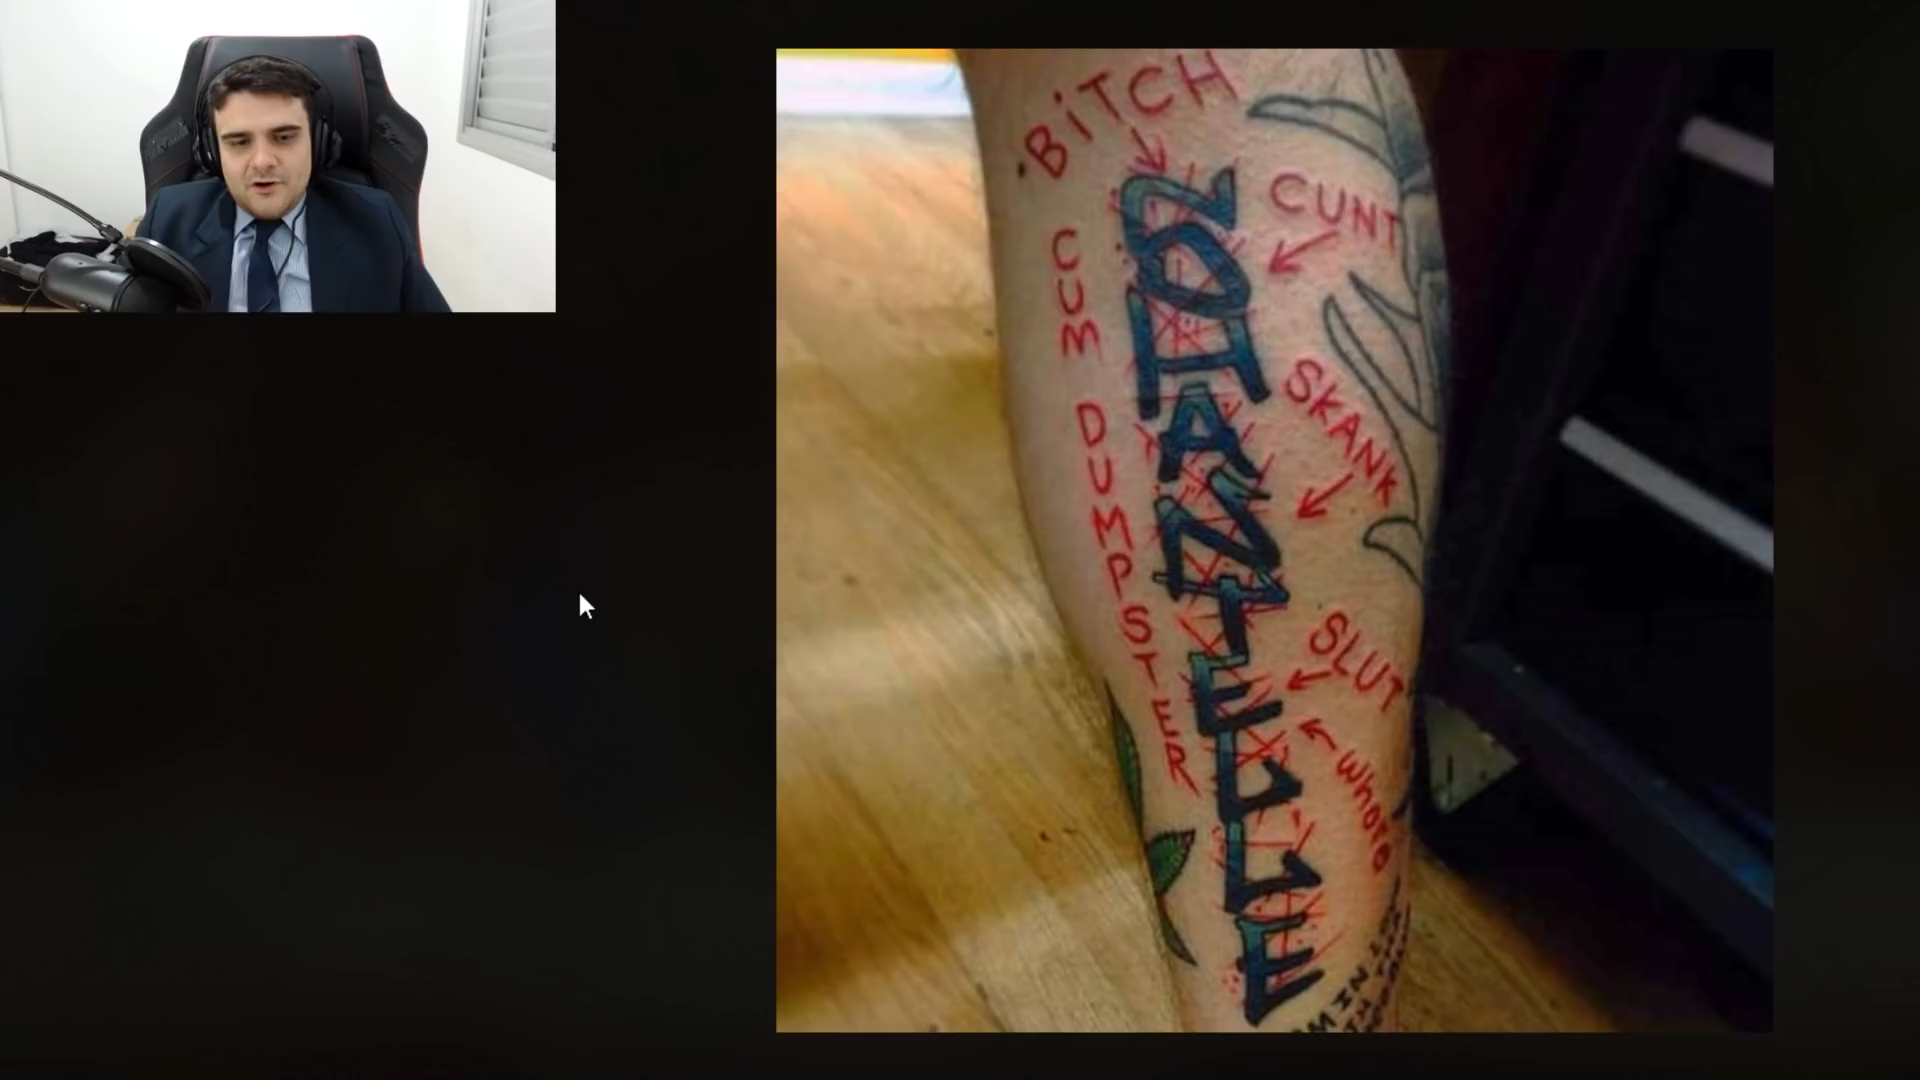 BiTCH
CUNT
CUM DUMPSTER
CHANTELLE
SKANK
SLUT
whore